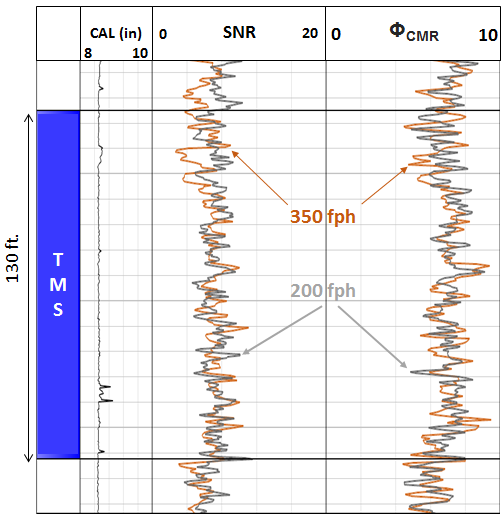 CAL (in)
8 10
0 SNR 20
0 ΦCMR 10
130 ft.
T
M
S
350 fph
200 fph